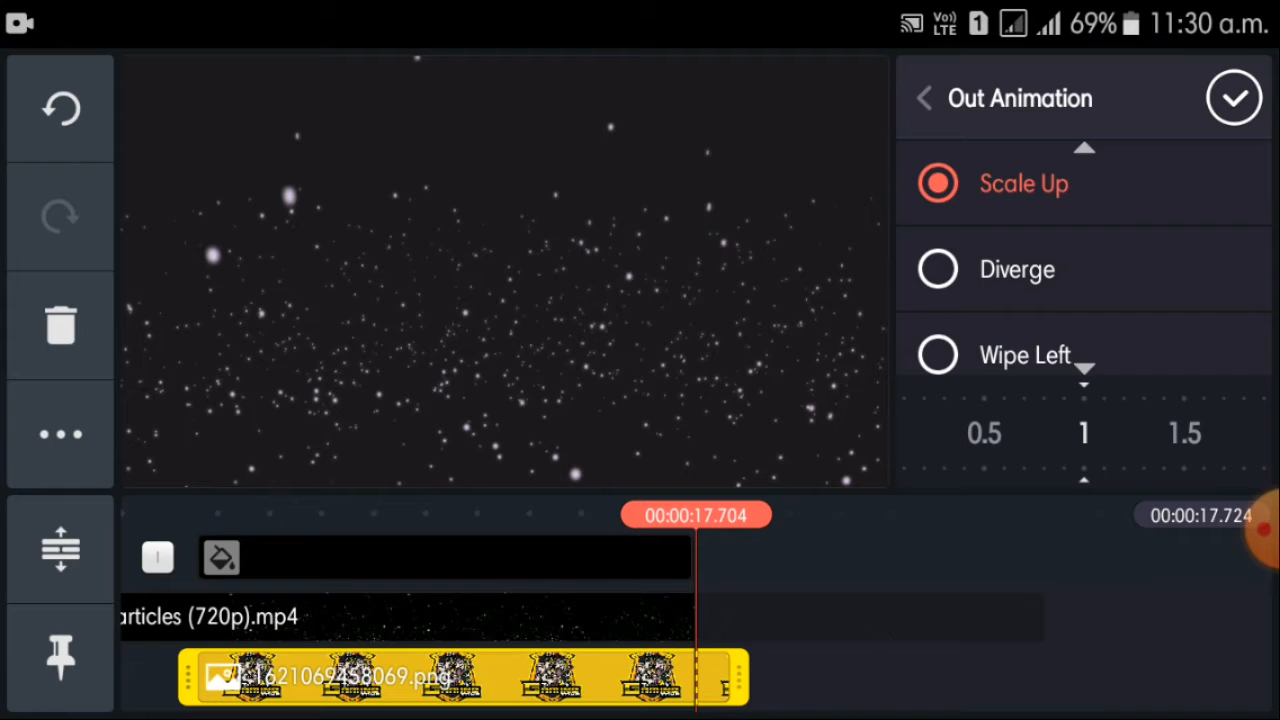 Vo)) LTE 1 69% 11:30 a.m.
Out Animation
Scale Up
Diverge
Wipe Left
0.5 1 1.5
00:00:17.704
00:00:17.724
articles (720p).mp4
1621069458069.png